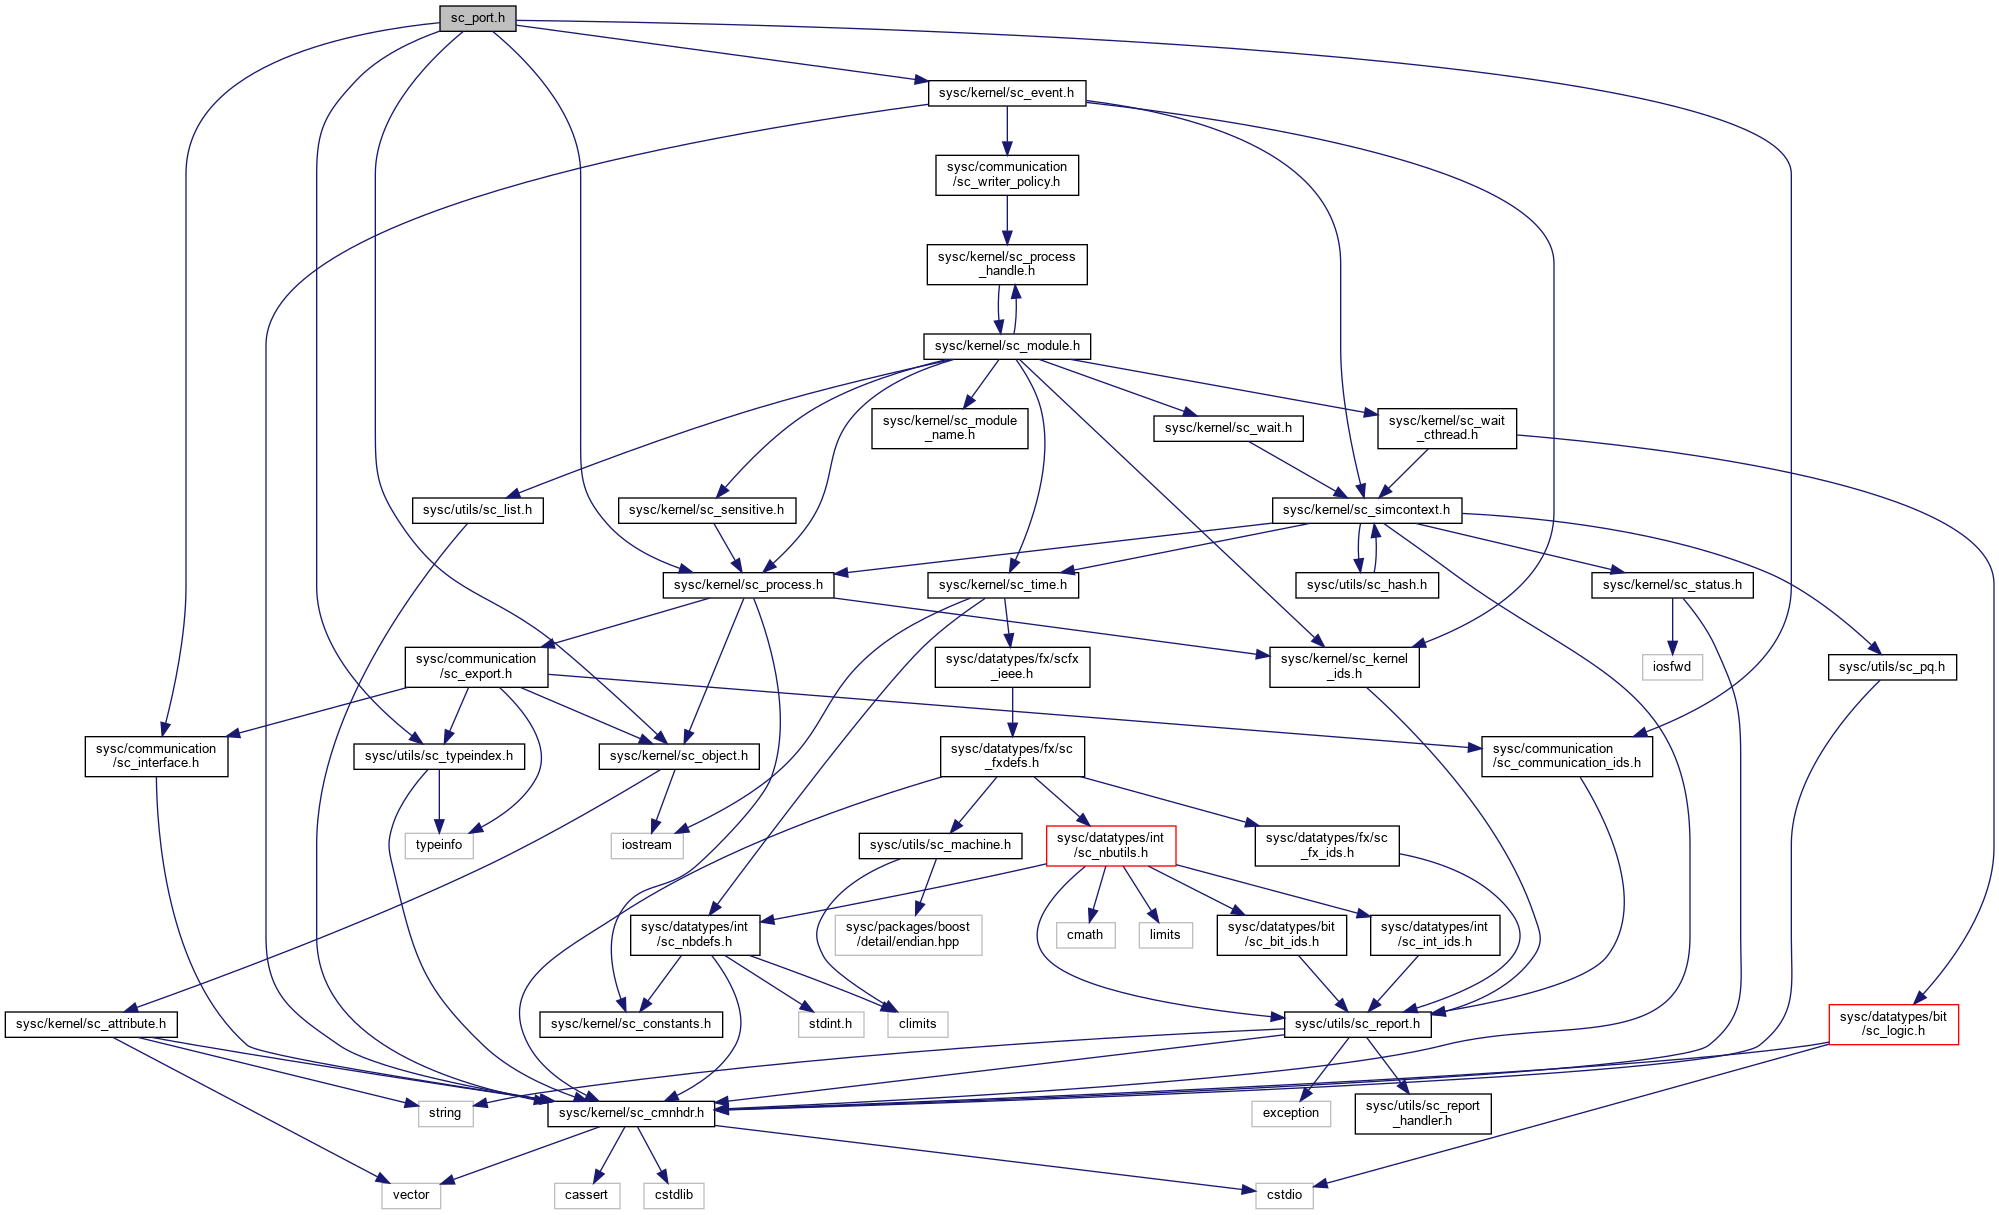 sc_port.h
sysc/kernel/sc_event.h
sysc/communication
/sc_writer_policy.h
sysc/kernel/sc_process
_handle.h
sysc/kernel/sc_module.h
sysc/kernel/sc_module
_name.h
sysc/kernel/sc_wait.h
sysc/kernel/sc_wait
_cthread.h
sysc/utils/sc_list.h
sysc/kernel/sc_sensitive.h
sysc/kernel/sc_simcontext.h
sysc/kernel/sc_process.h
sysc/kernel/sc_time.h
sysc/utils/sc_hash.h
sysc/kernel/sc_status.h
sysc/communication
/sc_export.h
sysc/datatypes/fx/scfx
_ieee.h
sysc/kernel/sc_kernel
_ids.h
iosfwd
sysc/utils/sc_pq.h
sysc/communication
/sc_interface.h
sysc/utils/sc_typeindex.h
sysc/kernel/sc_object.h
sysc/datatypes/fx/sc
_fxdefs.h
sysc/communication
/sc_communication_ids.h
typeinfo
iostream
sysc/utils/sc_machine.h
sysc/datatypes/int
/sc_nbutils.h
sysc/datatypes/fx/sc
_fx_ids.h
sysc/datatypes/int
/sc_nbdefs.h
sysc/packages/boost
/detail/endian.hpp
cmath
limits
sysc/datatypes/bit
/sc_bit_ids.h
sysc/datatypes/int
/sc_int_ids.h
sysc/kernel/sc_attribute.h
sysc/kernel/sc_constants.h
stdint.h
climits
sysc/utils/sc_report.h
sysc/datatypes/bit
/sc_logic.h
string
sysc/kernel/sc_cmnhdr.h
exception
sysc/utils/sc_report
_handler.h
vector
cassert
cstdlib
cstdio